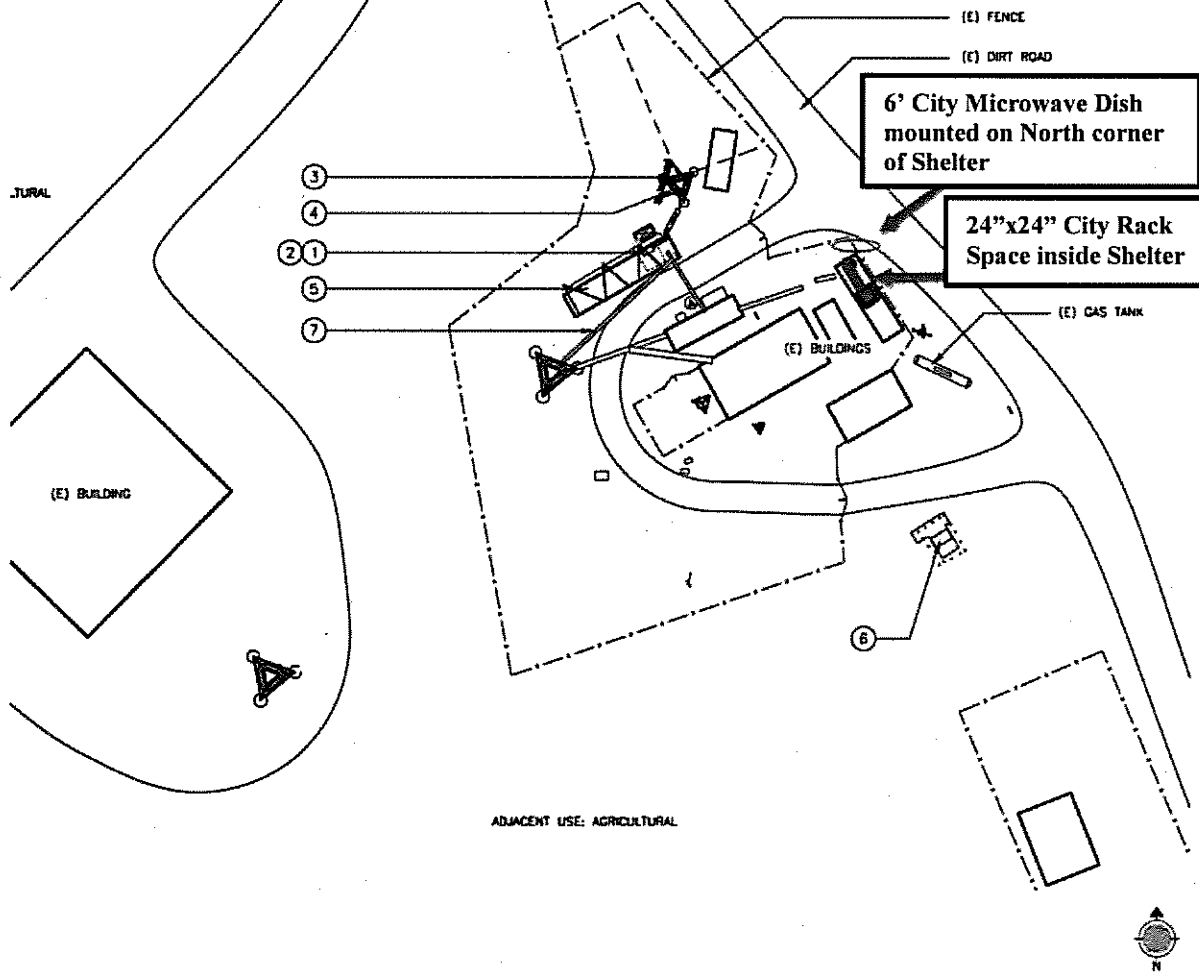 (E) FENCE
(E) DIRT ROAD
6’ City Microwave Dish
mounted on North corner
of Shelter
TURAL
3
4
24”x24” City Rack
Space inside Shelter
2 1
5
(E) GAS TANK
7
(E) BUILDINGS
(E) BUILDING
6
ADJACENT USE: AGRICULTURAL
N